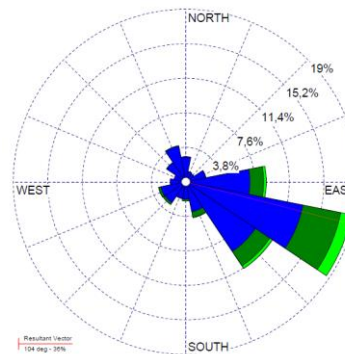 NORTH
19%
15,2%
11,4%
7,6%
3,8%
WEST
EAS
SOUTH
Resultant Vector
104 deg - 36%